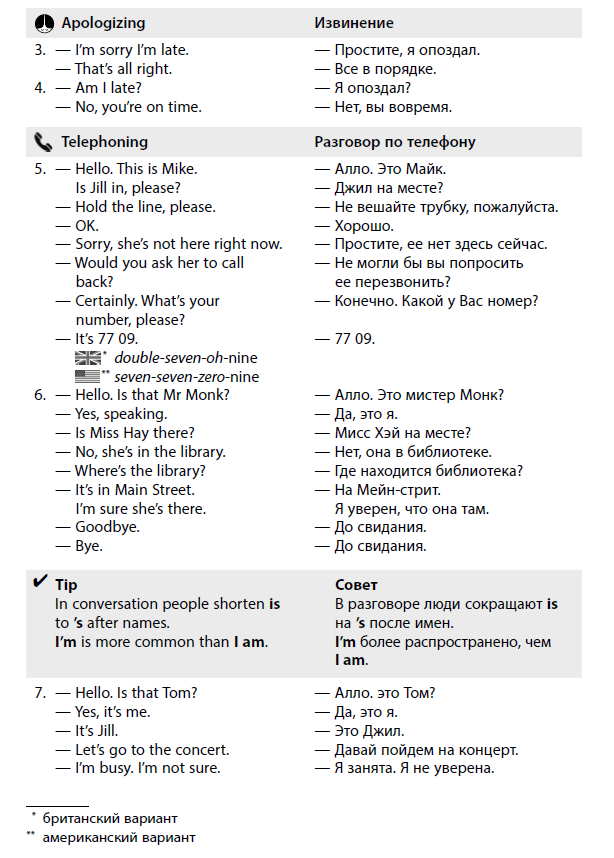 Apologizing Извинение
3. — I'm sorry I'm late. — Простите, я опоздал.
— That's all right. — Все в порядке.
4. — Am I late? — Я опоздал?
— No, you're on time. — Нет, вы вовремя.
Telephoning Разговор по телефону
5. — Hello. This is Mike. — Алло. Это Майк.
Is Jill in, please? — Джил на месте?
— Hold the line, please. — Не вешайте трубку, пожалуйста.
— OK. — Хорошо.
— Sorry, she's not here right now. — Простите, ее нет здесь сейчас.
— Would you ask her to call — Не могли бы вы попросить
back? ее перезвонить?
— Certainly. What's your — Конечно. Какой у Вас номер?
number, please?
— It's 77 09. — 77 09.
* double-seven-oh-nine
** seven-seven-zero-nine
6. — Hello. Is that Mr Monk? — Алло. Это мистер Монк?
— Yes, speaking. — Да, это я.
— Is Miss Hay there? — Мисс Хэй на месте?
— No, she's in the library. — Нет, она в библиотеке.
— Where's the library? — Где находится библиотека?
— It's in Main Street. — На Мейн-стрит.
I'm sure she's there. Я уверен, что она там.
— Goodbye. — До свидания.
— Bye. — До свидания.
✔ Tip Совет
In conversation people shorten is В разговоре люди сокращают is
to 's after names. на 's после имен.
I'm is more common than I am. I'm более распространено, чем
I am.
7. — Hello. Is that Tom? — Алло. это Том?
— Yes, it's me. — Да, это я.
— It's Jill. — Это Джил.
— Let's go to the concert. — Давай пойдем на концерт.
— I'm busy. I'm not sure. — Я занята. Я не уверена.
* британский вариант
** американский вариант